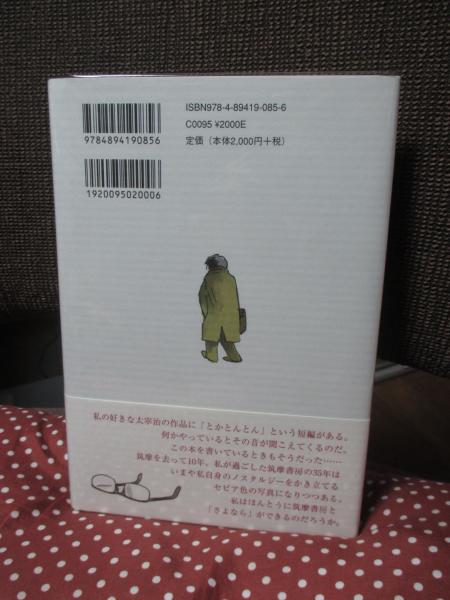 ISBN978-4-89419-085-6
C0095 ¥2000E
定価（本体2,000円+税）
9784894190856
1920095020006
私の好きな太宰治の作品に「とかとんとん」という短編がある。
何かやっているとその音が聞こえてくるのだ。
この本を書いているときもそうだった……
筑摩を去って10年、私が過ごした筑摩書房の35年は
いまや私自身のノスタルジーをかき立てる
セピア色の写真になりつつある。
私はほんとうに筑摩書房と
「さよなら」ができるのだろうか。